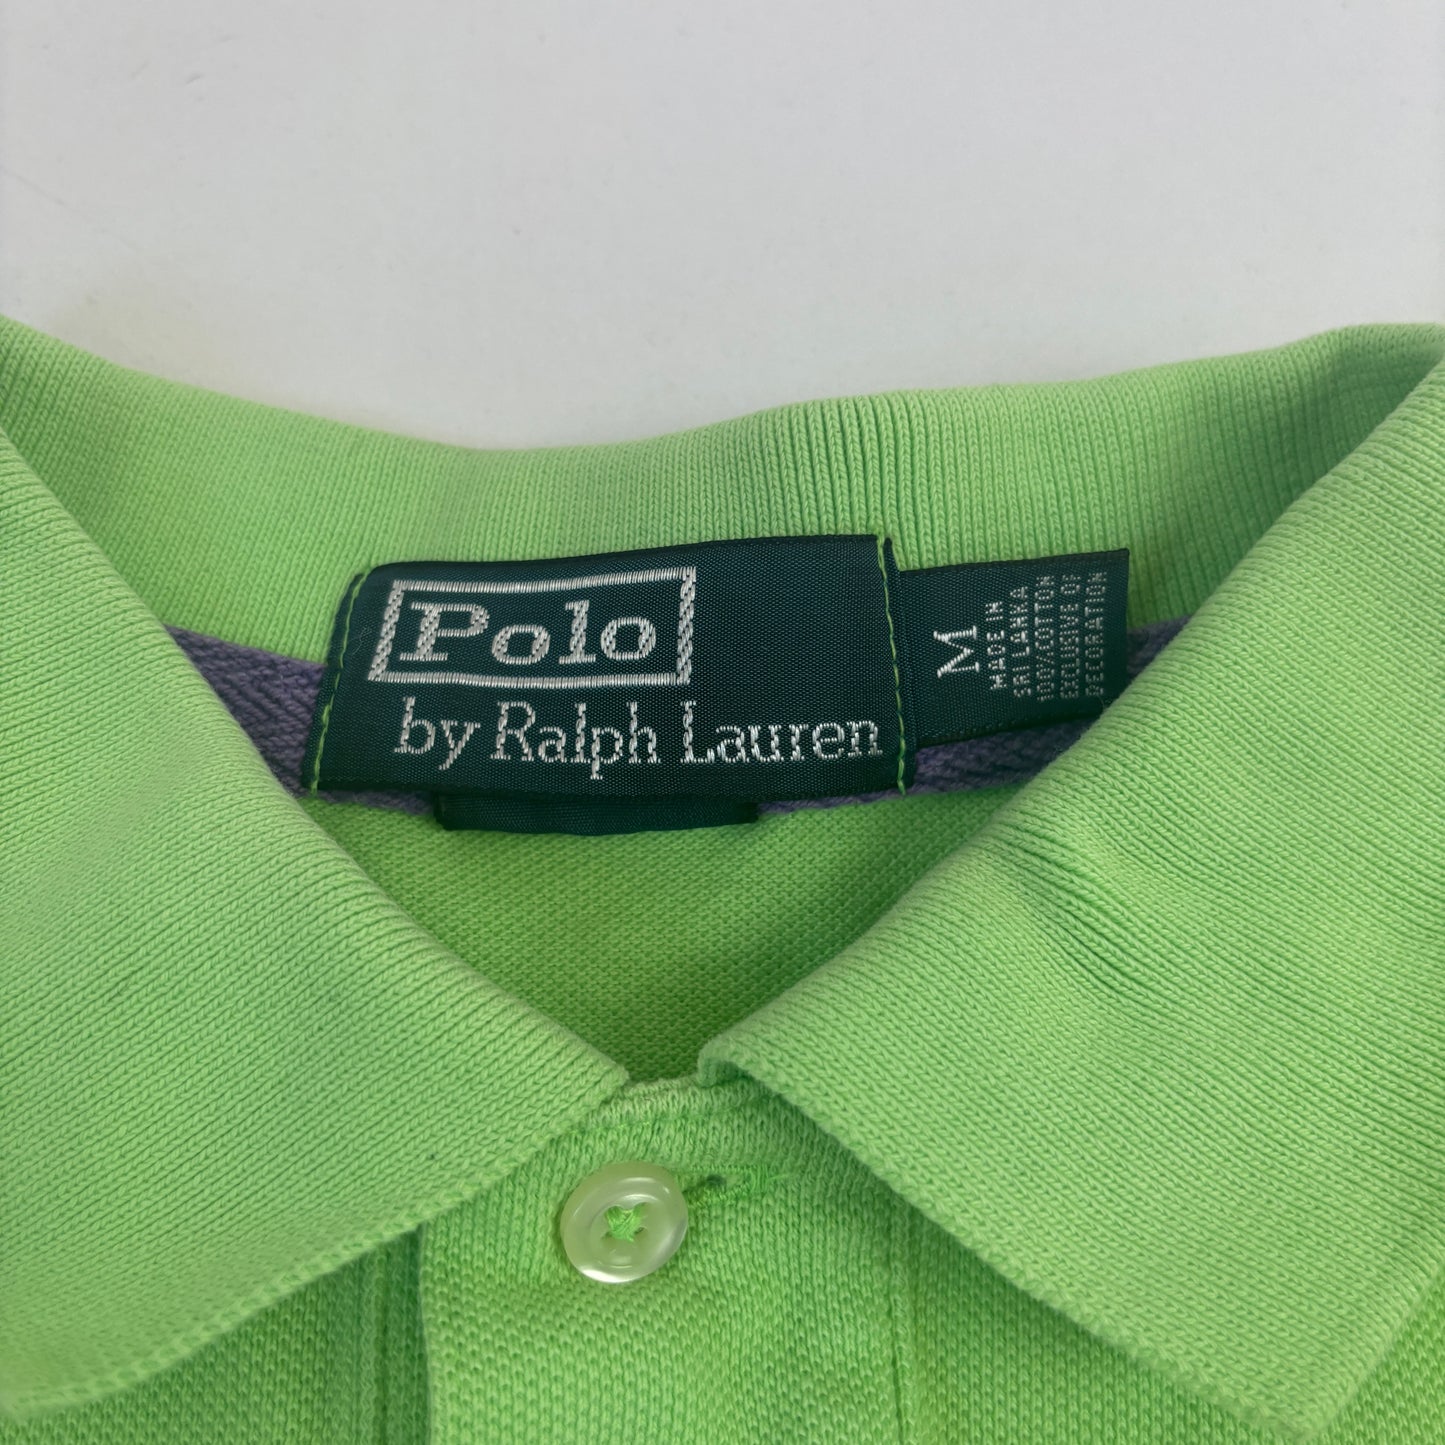 Polo
by Ralph Lauren
M
MADE IN
SRI LANKA
100% COTTON
EXCLUSIVE OF
DECORATION